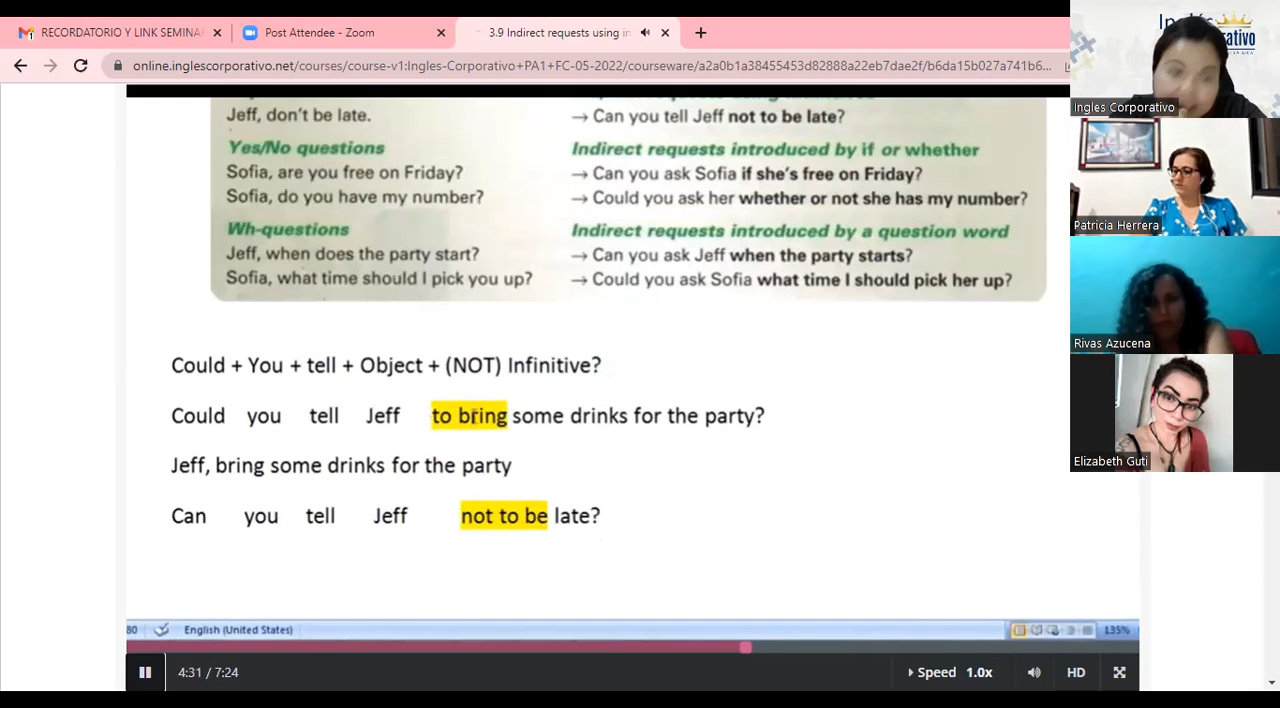 RECORDATORIO Y LINK SEMINA
Post Attendee - Zoom
3.9 Indirect requests using in
online.inglescorporativo.net/courses/course-v1:Ingles-Corporativo+
FC-05-2022/courseware/a2a0b1a38455453c
Jeff, don't be late.
→ Can you tell Jeff not to be late?
Yes/No questions
Indirect requests introduced by if or whether
Sofia, are you free on Friday?
→ Can you ask Sofia if she's free on Friday?
Sofia, do you have my number?
→ Could you ask her whether or not she has my number?
Wh-questions
Indirect requests introduced by a question word
Jeff, when does the party start?
→ Can you ask Jeff when the party starts?
Sofia, what time should I pick you up?
→ Could you ask Sofia what time I should pick her up?
Could + You + tell + Object + (NOT) Infinitive?
Could you tell Jeff to bring some drinks for the party?
Jeff, bring some drinks for the party
Can you tell Jeff not to be late?
80 English (United States) 135%
4:31 / 7:24
Speed 1.0x
HD
Ingles Corporativo
Patricia Herrera
Rivas Azucena
Elizabeth Guti